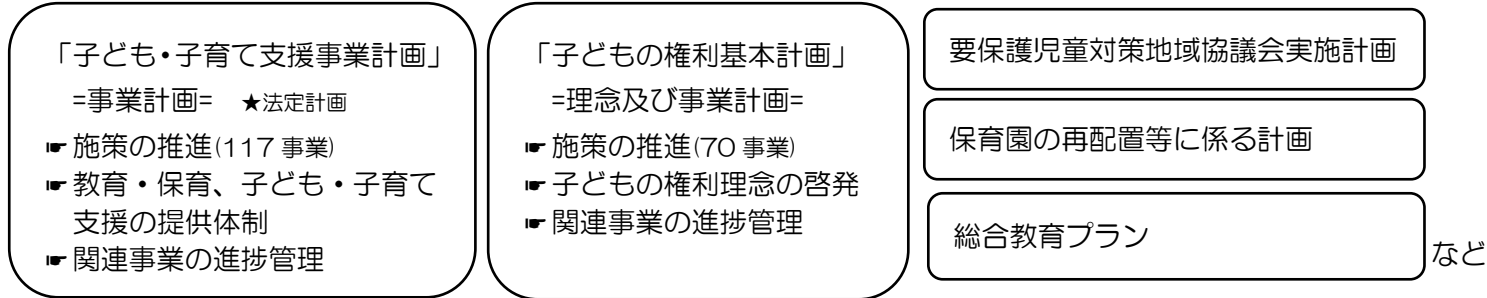 「子ども・子育て支援事業計画」
=事業計画= ★法定計画
☛施策の推進(117 事業)
☛教育・保育、子ども・子育て
支援の提供体制
☛関連事業の進捗管理
「子どもの権利基本計画」
=理念及び事業計画=
☛施策の推進(70 事業)
☛子どもの権利理念の啓発
☛関連事業の進捗管理
要保護児童対策地域協議会実施計画
保育園の再配置等に係る計画
総合教育プラン
など